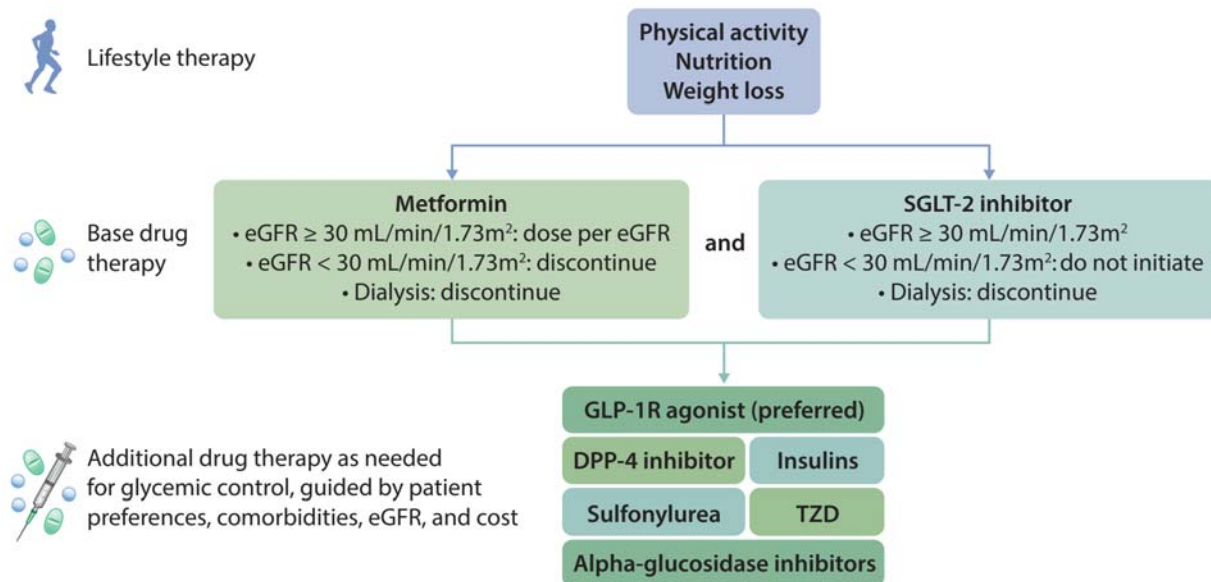 Lifestyle therapy
Physical activity
Nutrition
Weight loss
Base drug
therapy
Metformin
• eGFR ≥ 30 mL/min/1.73m²: dose per eGFR
• eGFR < 30 mL/min/1.73m²: discontinue
• Dialysis: discontinue
and
SGLT-2 inhibitor
• eGFR ≥ 30 mL/min/1.73m²
• eGFR < 30 mL/min/1.73m²: do not initiate
• Dialysis: discontinue
Additional drug therapy as needed
for glycemic control, guided by patient
preferences, comorbidities, eGFR, and cost
GLP-1R agonist (preferred)
DPP-4 inhibitor
Insulins
Sulfonylurea
TZD
Alpha-glucosidase inhibitors